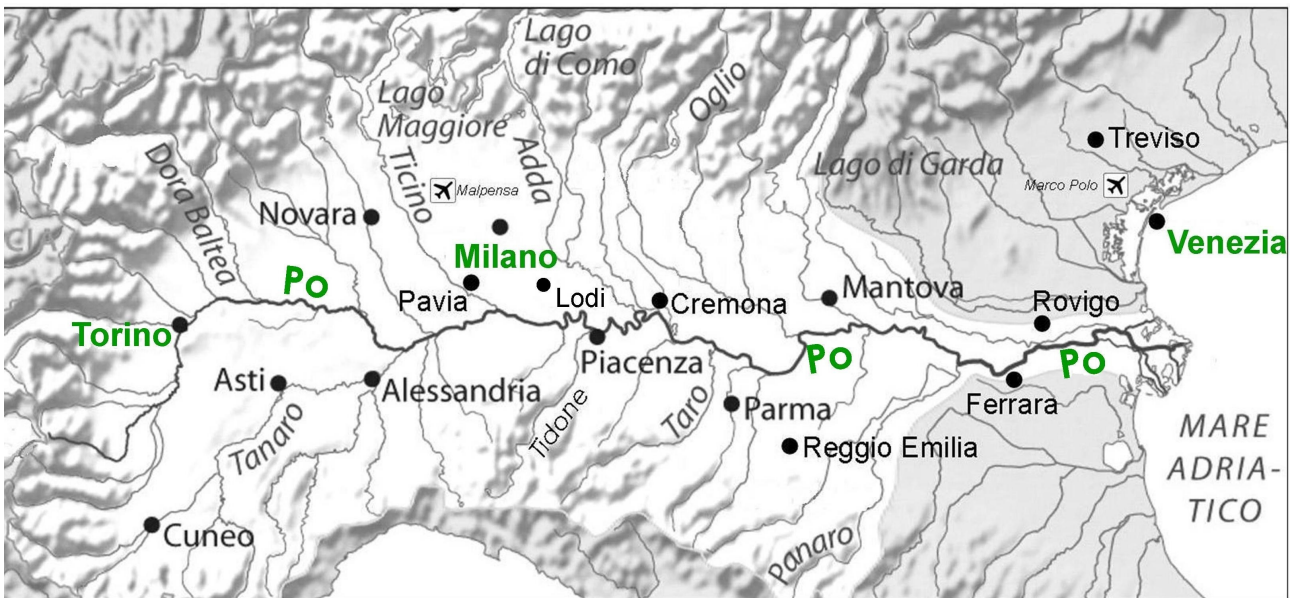 Lago
di Como
Oglio
Lago
Maggiore
Treviso
Dora Baltea
Ticino
Adda
Lago di Garda
Malpensa
Marco Polo
Novara
Venezia
Milano
Po
Pavia
Lodi
Cremona
Mantova
Rovigo
Torino
Piacenza
Po
Po
Asti
Alessandria
Ferrara
Tanaro
Tidone
Taro
Parma
Reggio Emilia
MARE
ADRIA-
TICO
Cuneo
Panaro